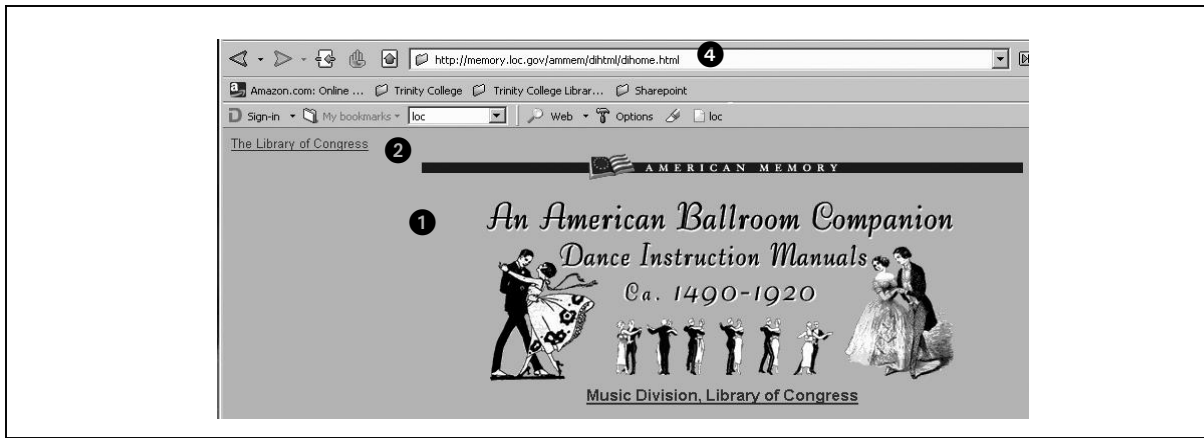 http://memory.loc.gov/ammem/dihtml/dihome.html 4
Amazon.com: Online ... Trinity College Trinity College Librar... Sharepoint
D Sign-in My bookmarks loc Web Options loc
The Library of Congress 2
AMERICAN MEMORY
1 An American Ballroom Companion
Dance Instruction Manuals
Ca. 1490-1920
Music Division, Library of Congress